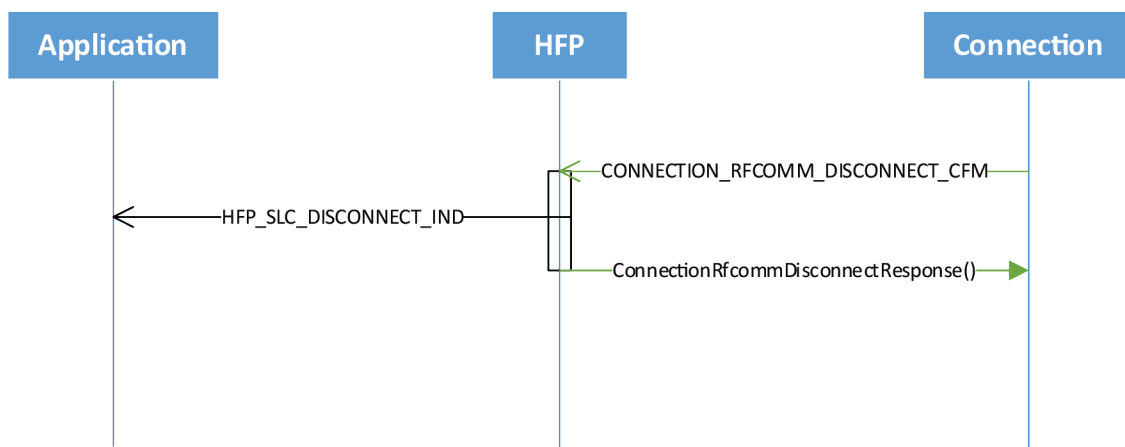 Application
HFP
Connection
CONNECTION_RFCOMM_DISCONNECT_CFM
HFP_SLC_DISCONNECT_IND
ConnectionRfcommDisconnectResponse()